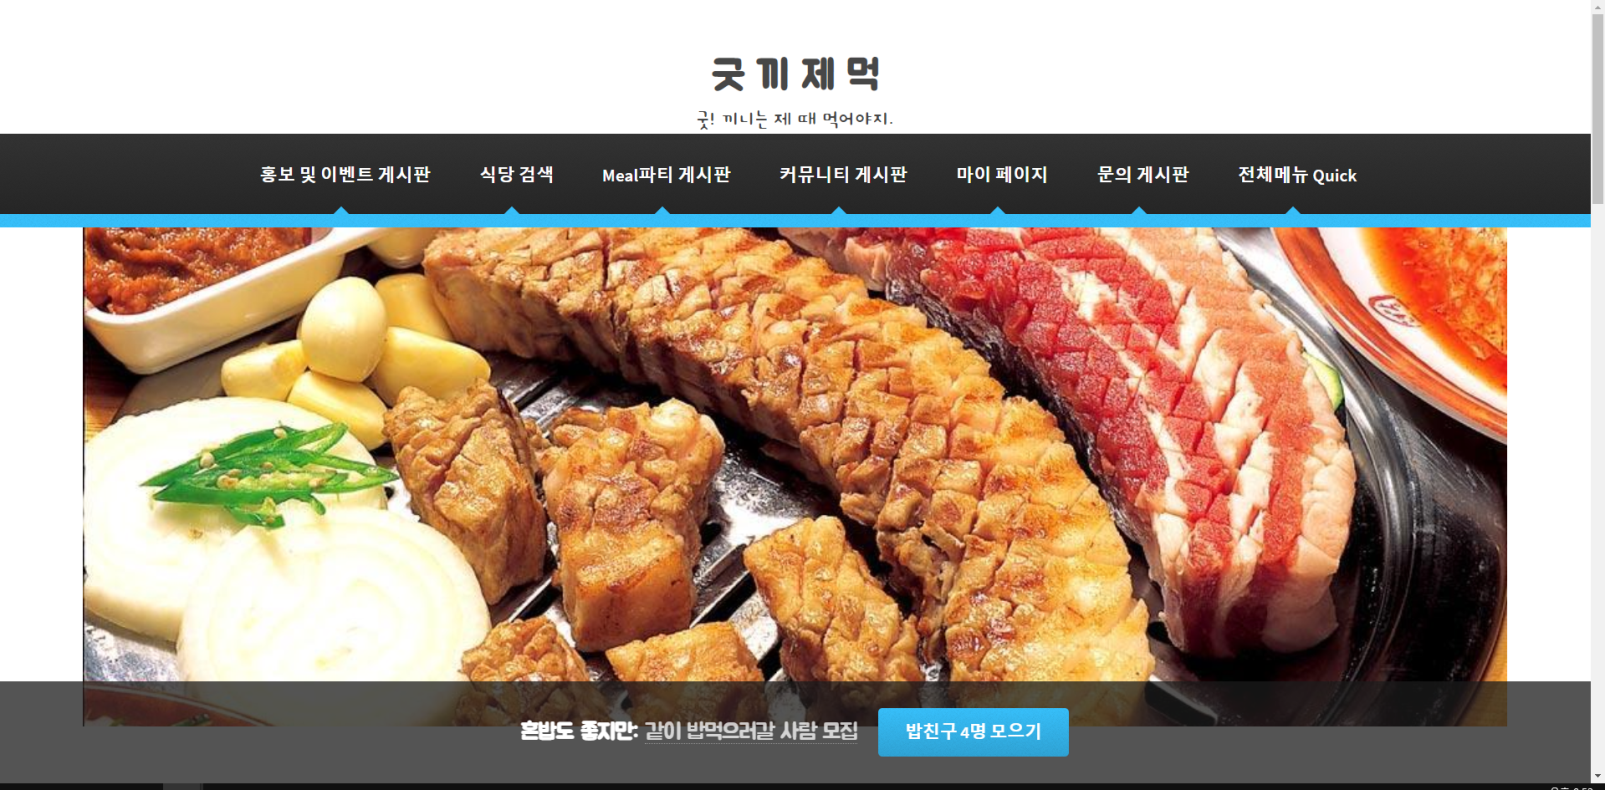 굿 끼 제 먹
굿! 끼니는 제 때 먹어야지.
홍보 및 이벤트 게시판 식당 검색 Meal파티 게시판 커뮤니티 게시판 마이 페이지 문의 게시판 전체메뉴 Quick
혼밥도 좋지만: 같이 밥먹으러갈 사람 모집 밥친구 4명 모으기